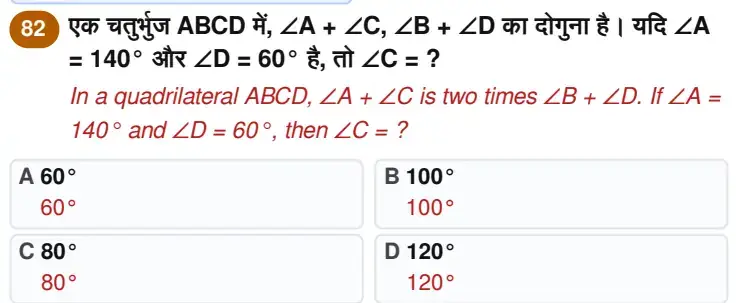 82 एक चतुर्भुज ABCD में, ∠A + ∠C, ∠B + ∠D का दोगुना है। यदि ∠A
= 140° और ∠D = 60° है, तो ∠C = ?
In a quadrilateral ABCD, ∠A + ∠C is two times ∠B + ∠D. If ∠A =
140° and ∠D = 60°, then ∠C = ?
A 60°
60°
B 100°
100°
C 80°
80°
D 120°
120°